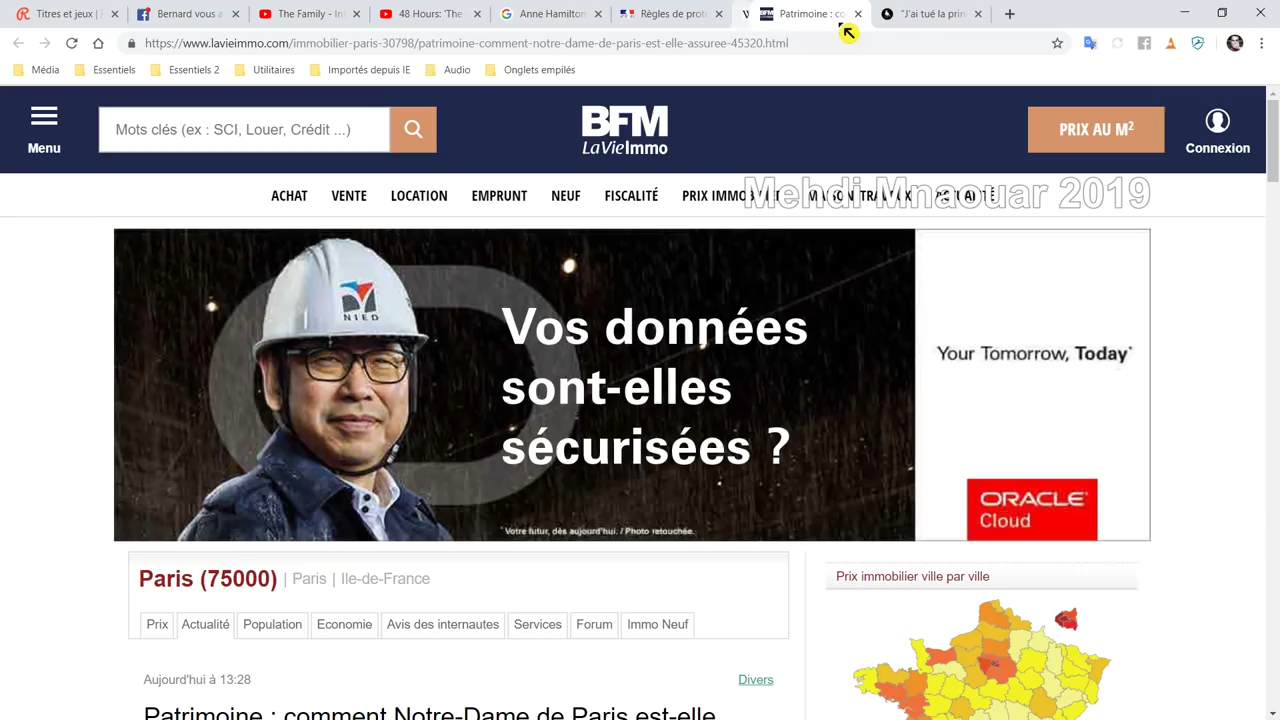 Titres et jeux ( F
Bernard vous a
The Family - In
48 Hours: 'The
Anne Hamilton
Règles de prote
Patrimoine : co
"J'ai tué la prin
https://www.lavieimmo.com/immobilier-paris-30798/patrimoine-comment-notre-dame-de-paris-est-elle-assuree-45320.html
Média Essentiels Essentiels 2 Utilitaires Importés depuis IE Audio Onglets empilés
Menu
Mots clés (ex : SCI, Louer, Crédit ...)
BFM
LaVieImmo
PRIX AU M²
Connexion
ACHAT VENTE LOCATION EMPRUNT NEUF FISCALITÉ PRIX IMMOBILIER MAISON TRAVAUX ACTUALITÉ
Mehdi Mnaouar 2019
NIED
Vos données
sont-elles
sécurisées ?
* Votre futur, dès aujourd'hui. / Photo retouchée.
Your Tomorrow, Today*
ORACLE®
Cloud
Paris (75000) | Paris | Ile-de-France
Prix Actualité Population Economie Avis des internautes Services Forum Immo Neuf
Prix immobilier ville par ville
Aujourd'hui à 13:28
Divers
Patrimoine : comment Notre-Dame de Paris est-elle